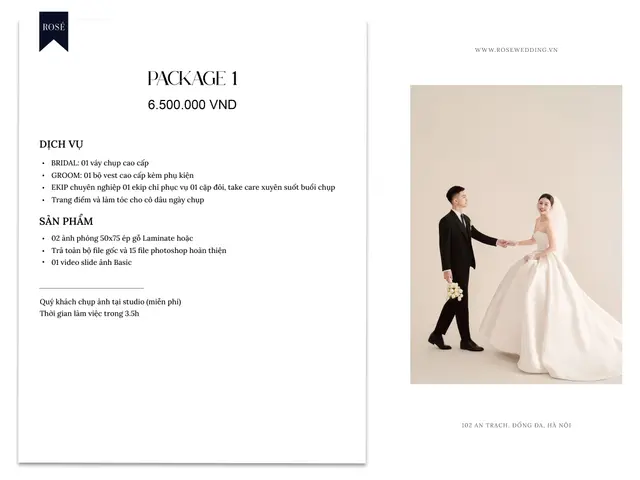 ROSÉ
PACKAGE 1
6.500.000 VND
DỊCH VỤ
• BRIDAL: 01 váy chụp cao cấp
• GROOM: 01 bộ vest cao cấp kèm phụ kiện
• EKIP chuyên nghiệp 01 ekip chỉ phục vụ 01 cặp đôi, take care xuyên suốt buổi chụp
• Trang điểm và làm tóc cho cô dâu ngày chụp
SẢN PHẨM
• 02 ảnh phóng 50x75 ép gỗ Laminate hoặc
• Trả toàn bộ file gốc và 15 file photoshop hoàn thiện
• 01 video slide ảnh Basic
Quý khách chụp ảnh tại studio (miễn phí)
Thời gian làm việc trong 3.5h
WWW.ROSEWEDDING.VN
102 AN TRẠCH, ĐỐNG ĐA, HÀ NỘI